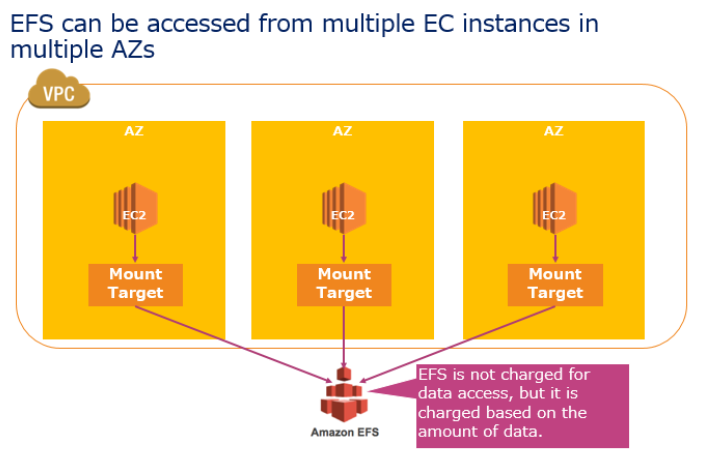 EFS can be accessed from multiple EC instances in
multiple AZs
VPC
AZ
AZ
AZ
EC2
EC2
EC2
Mount
Target
Mount
Target
Mount
Target
EFS is not charged for
data access, but it is
charged based on the
amount of data.
Amazon EFS